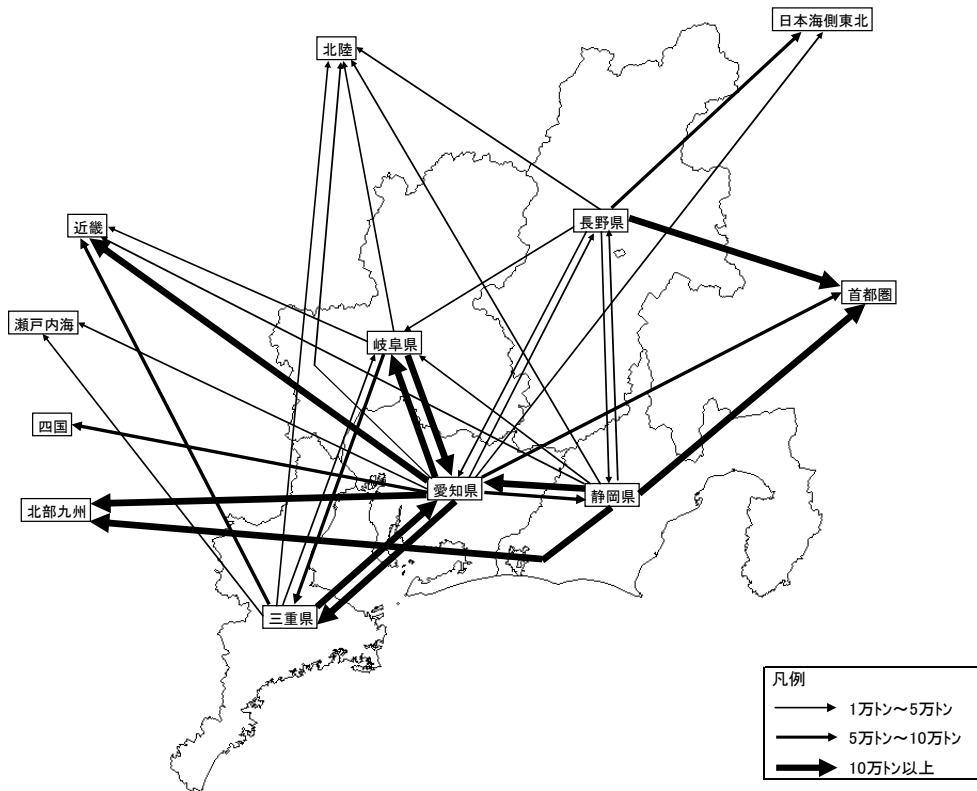 日本海側東北
北陸
長野県
近畿
首都圏
瀬戸内海
岐阜県
四国
愛知県
静岡県
北部九州
三重県
凡例
1万トン～5万トン
5万トン～10万トン
10万トン以上